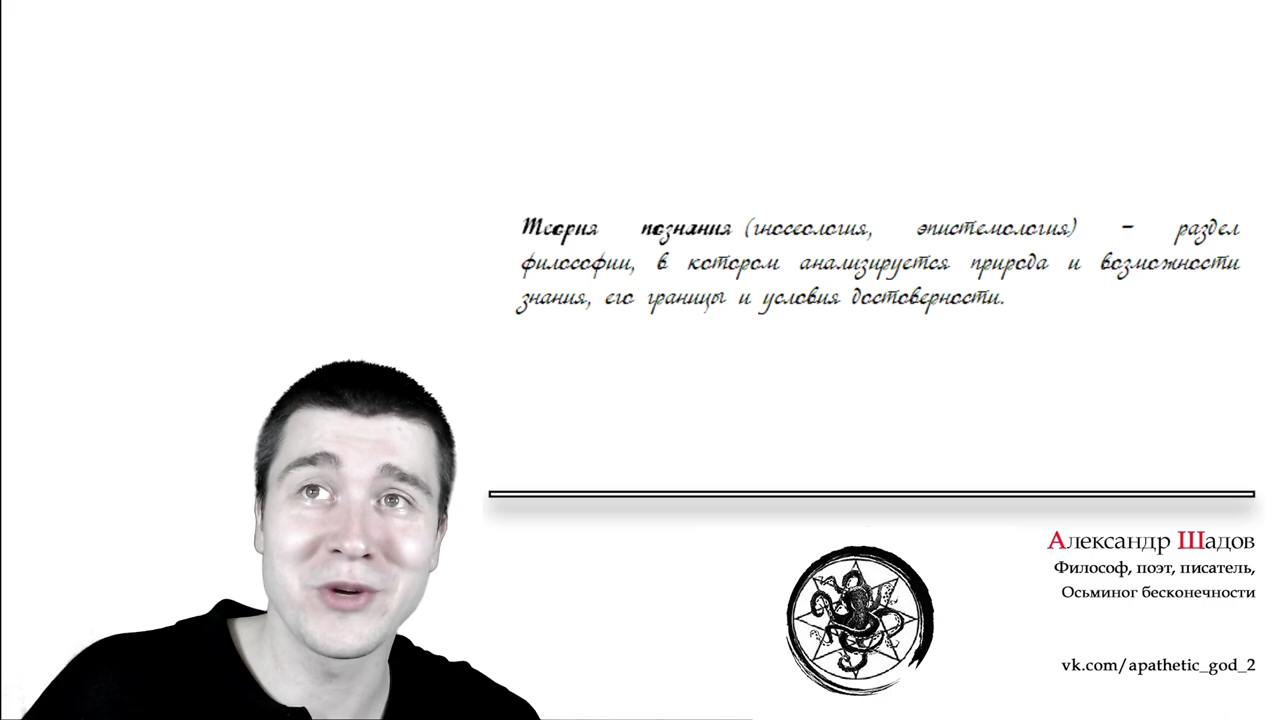 Теория познания (гносеология, эпистемология) – раздел
философии, в котором анализируется природа и возможности
знания, его границы и условия достоверности.
Александр Шадов
Философ, поэт, писатель,
Осьминог бесконечности
vk.com/apathetic_god_2